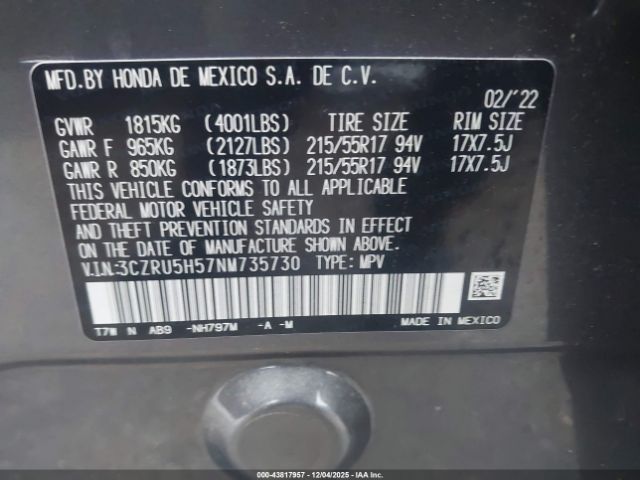 MFD.BY HONDA DE MEXICO S.A. DE C.V.
02/'22
GVWR 1815KG (4001LBS) TIRE SIZE RIM SIZE
GAWR F 965KG (2127LBS) 215/55R17 94V 17X7.5J
GAWR R 850KG (1873LBS) 215/55R17 94V 17X7.5J
THIS VEHICLE CONFORMS TO ALL APPLICABLE
FEDERAL MOTOR VEHICLE SAFETY
AND THEFT PREVENTION STANDARDS IN EFFECT
ON THE DATE OF MANUFACTURE SHOWN ABOVE.
V.I.N:3CZRU5H57NM735730 TYPE: MPV
T7W N AB9 -NH797M -A -M MADE IN MEXICO
000-43817957 | 12/04/2025 | IAA, Inc.